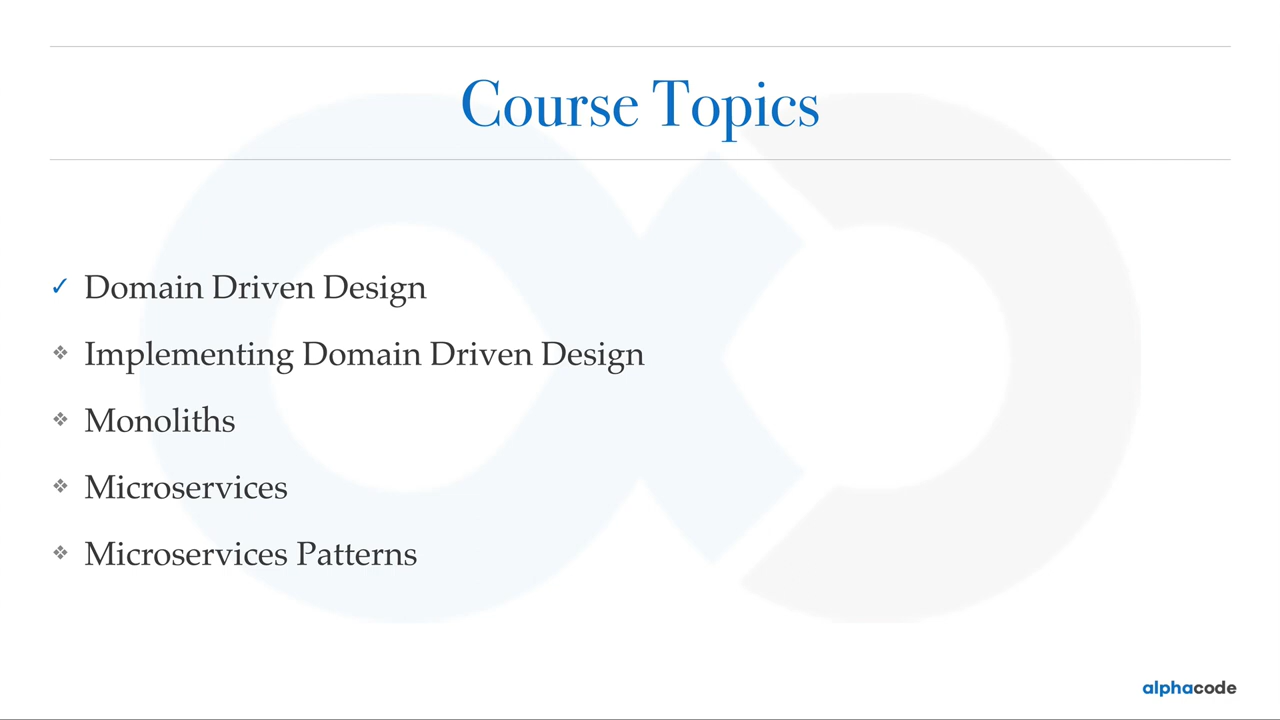 Course Topics
✓ Domain Driven Design
❖ Implementing Domain Driven Design
❖ Monoliths
❖ Microservices
❖ Microservices Patterns
alphacode